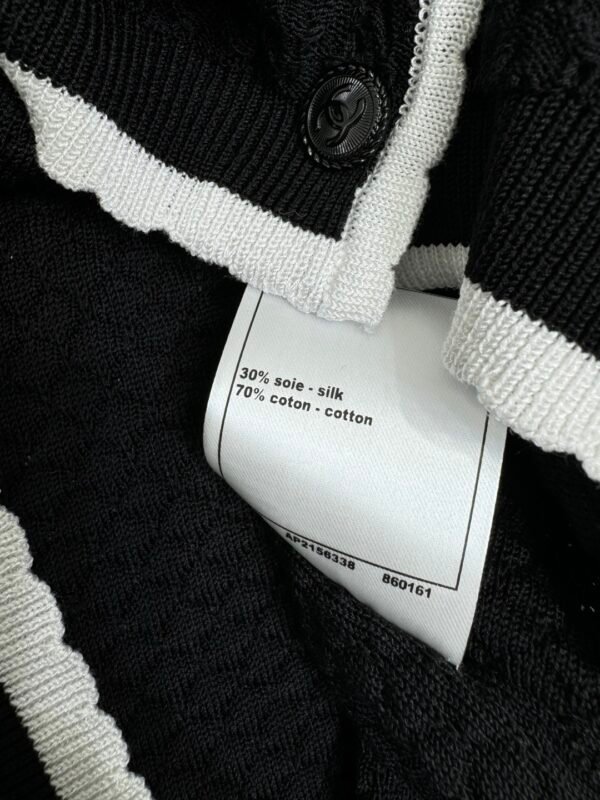 30% soie - silk
70% coton - cotton
AP2156338 860161